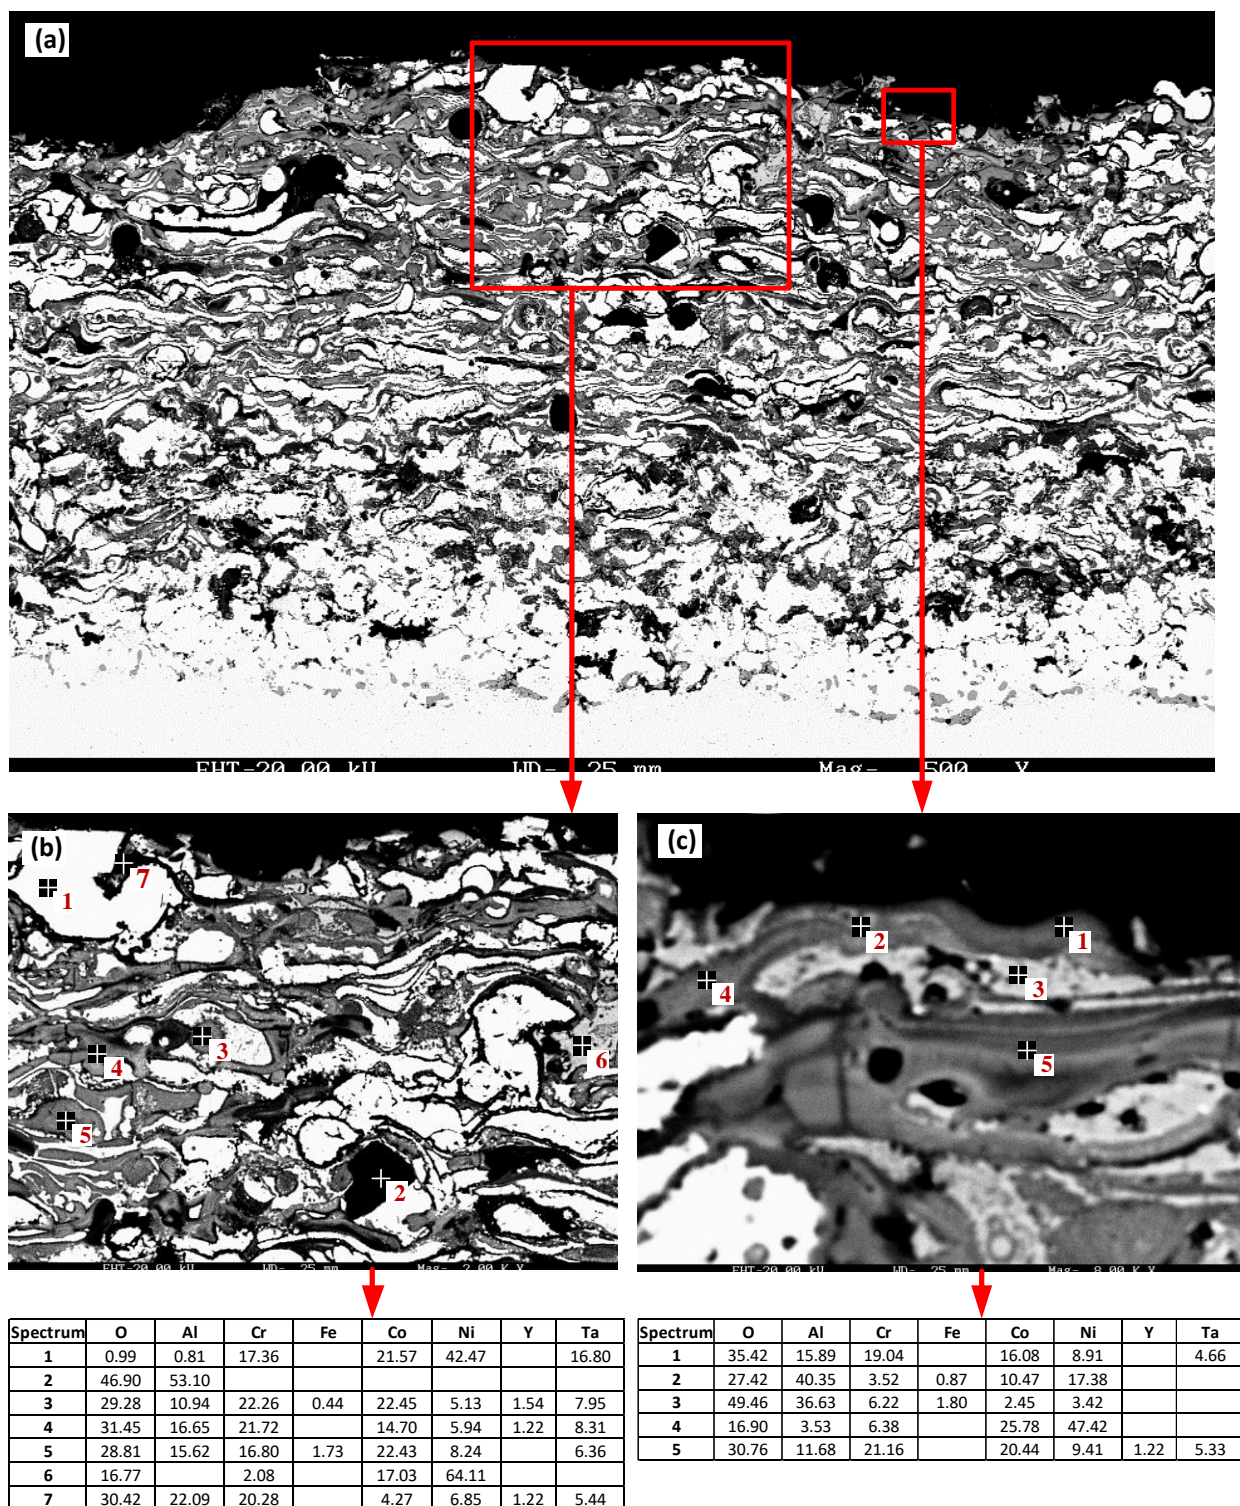 (a)
EHT-20.00 kU WD- 25 mm Mag- 500 X
(b)
7
1
3
4
6
5
2
EHT-20.00 kU WD- 25 mm Mag- 2.00 K X
(c)
2
1
3
4
5
EHT-20.00 kU WD- 25 mm Mag- 8.00 K X
Spectrum O Al Cr Fe Co Ni Y Ta
1 0.99 0.81 17.36 21.57 42.47 16.80
2 46.90 53.10
3 29.28 10.94 22.26 0.44 22.45 5.13 1.54 7.95
4 31.45 16.65 21.72 14.70 5.94 1.22 8.31
5 28.81 15.62 16.80 1.73 22.43 8.24 6.36
6 16.77 2.08 17.03 64.11
7 30.42 22.09 20.28 4.27 6.85 1.22 5.44
Spectrum O Al Cr Fe Co Ni Y Ta
1 35.42 15.89 19.04 16.08 8.91 4.66
2 27.42 40.35 3.52 0.87 10.47 17.38
3 49.46 36.63 6.22 1.80 2.45 3.42
4 16.90 3.53 6.38 25.78 47.42
5 30.76 11.68 21.16 20.44 9.41 1.22 5.33